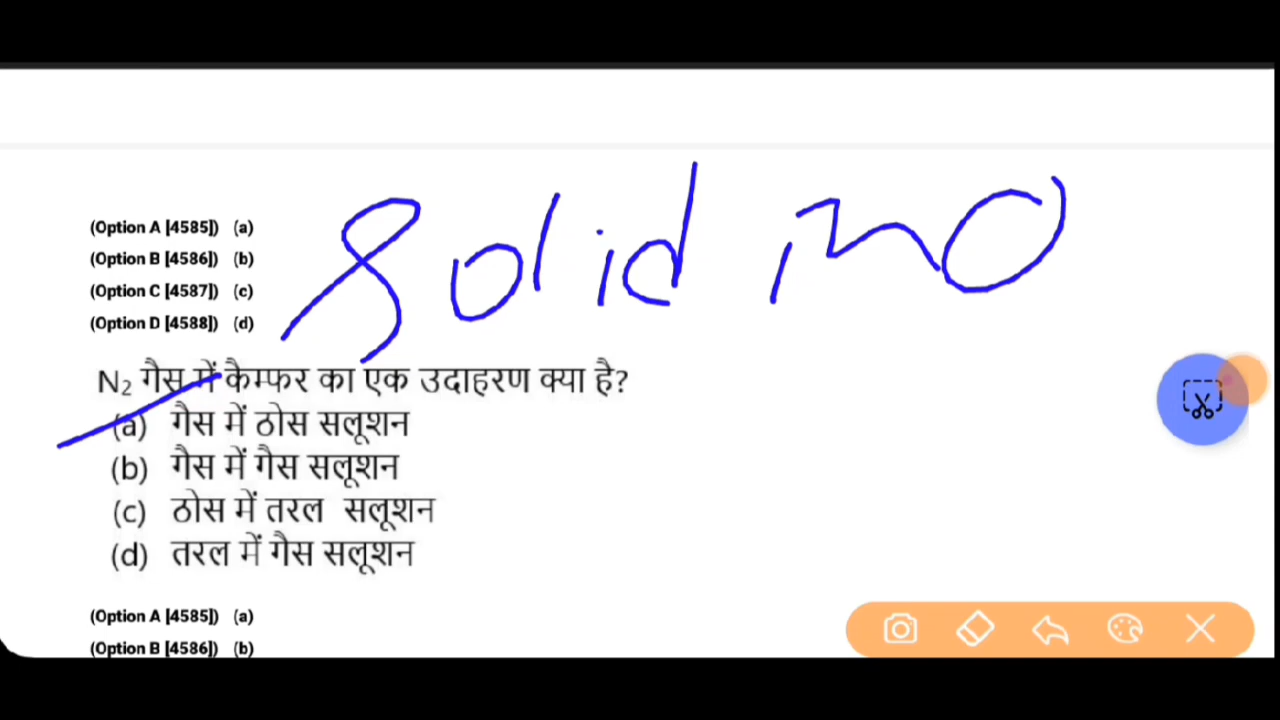 (Option A [4585]) (a)
(Option B [4586]) (b)
(Option C [4587]) (c)
(Option D [4588]) (d)
Solid
N₂ गैस में कैम्फर का एक उदाहरण क्या है?
(a) गैस में ठोस सलूशन
(b) गैस में गैस सलूशन
(c) ठोस में तरल सलूशन
(d) तरल में गैस सलूशन
(Option A [4585]) (a)
(Option B [4586]) (b)